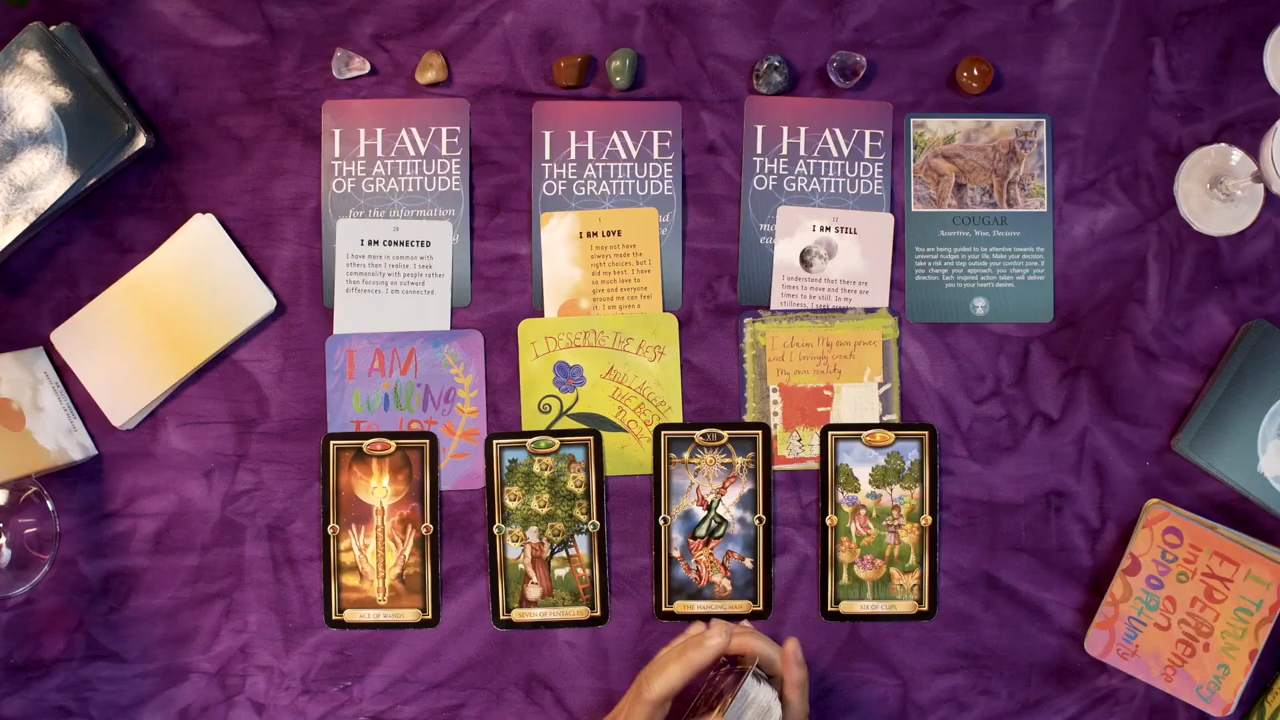 I HAVE
THE ATTITUDE
OF GRATITUDE
...for the information
28
I AM CONNECTED
I have more in common with
others than I realize. I seek
commonality with people rather
than focusing on outward
differences. I am connected.
I AM
willing
TO
ACE OF WANDS
I HAVE
THE ATTITUDE
OF GRATITUDE
I AM LOVE
I may not have
always made the
right choices, but I
did my best. I have
so much love to
give and everyone
around me can feel
it. I am given a
I DESERVE THE BEST
AND I ACCEPT
THE BEST
NOW
SEVEN OF PENTACLES
I HAVE
THE ATTITUDE
OF GRATITUDE
12
I AM STILL
I understand that there are
times to move and there are
times to be still. In my
stillness, I seek
I claim My own power
and I lovingly create
My own reality
XII
THE HANGING MAN
COUGAR
Assertive, Wise, Decisive
You are being guided to be attentive towards the
universal nudges in your life. Make your decision,
take a risk and step outside your comfort zone. If
you change your approach, you change your
direction. Each inspired action taken will deliver
you to your heart's desires.
SIX OF CUPS
I TURN every
EXPERIENCE
into an
OPPORTUNITY